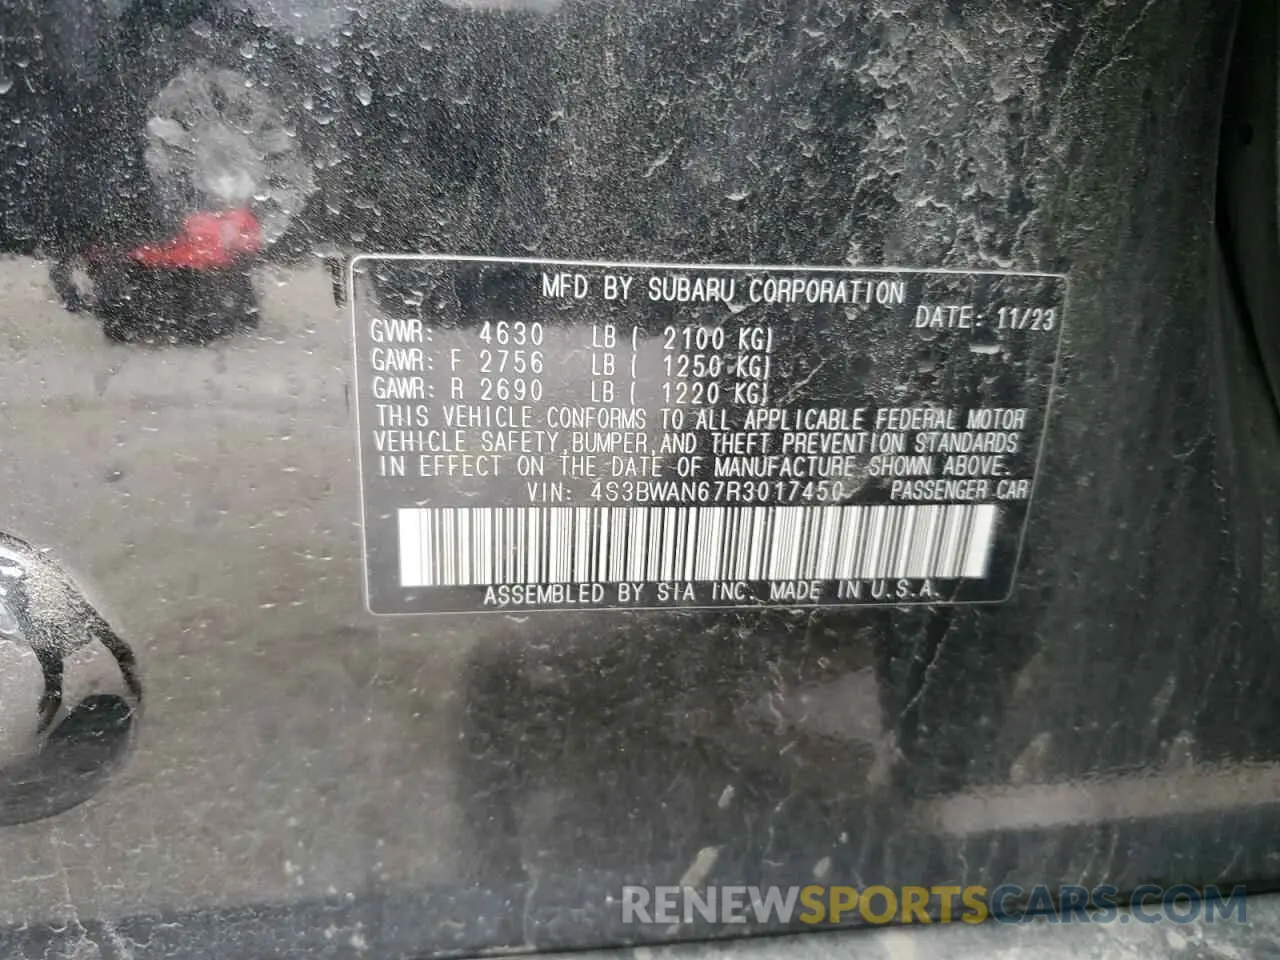 MFD BY SUBARU CORPORATION
DATE: 11/23
GVWR: 4630 LB ( 2100 KG)
GAWR: F 2756 LB ( 1250 KG)
GAWR: R 2690 LB ( 1220 KG)
THIS VEHICLE CONFORMS TO ALL APPLICABLE FEDERAL MOTOR
VEHICLE SAFETY, BUMPER, AND THEFT PREVENTION STANDARDS
IN EFFECT ON THE DATE OF MANUFACTURE SHOWN ABOVE.
VIN: 4S3BWAN67R3017450 PASSENGER CAR
ASSEMBLED BY SIA INC. MADE IN U.S.A.
RENEWSPORTSCARS.COM